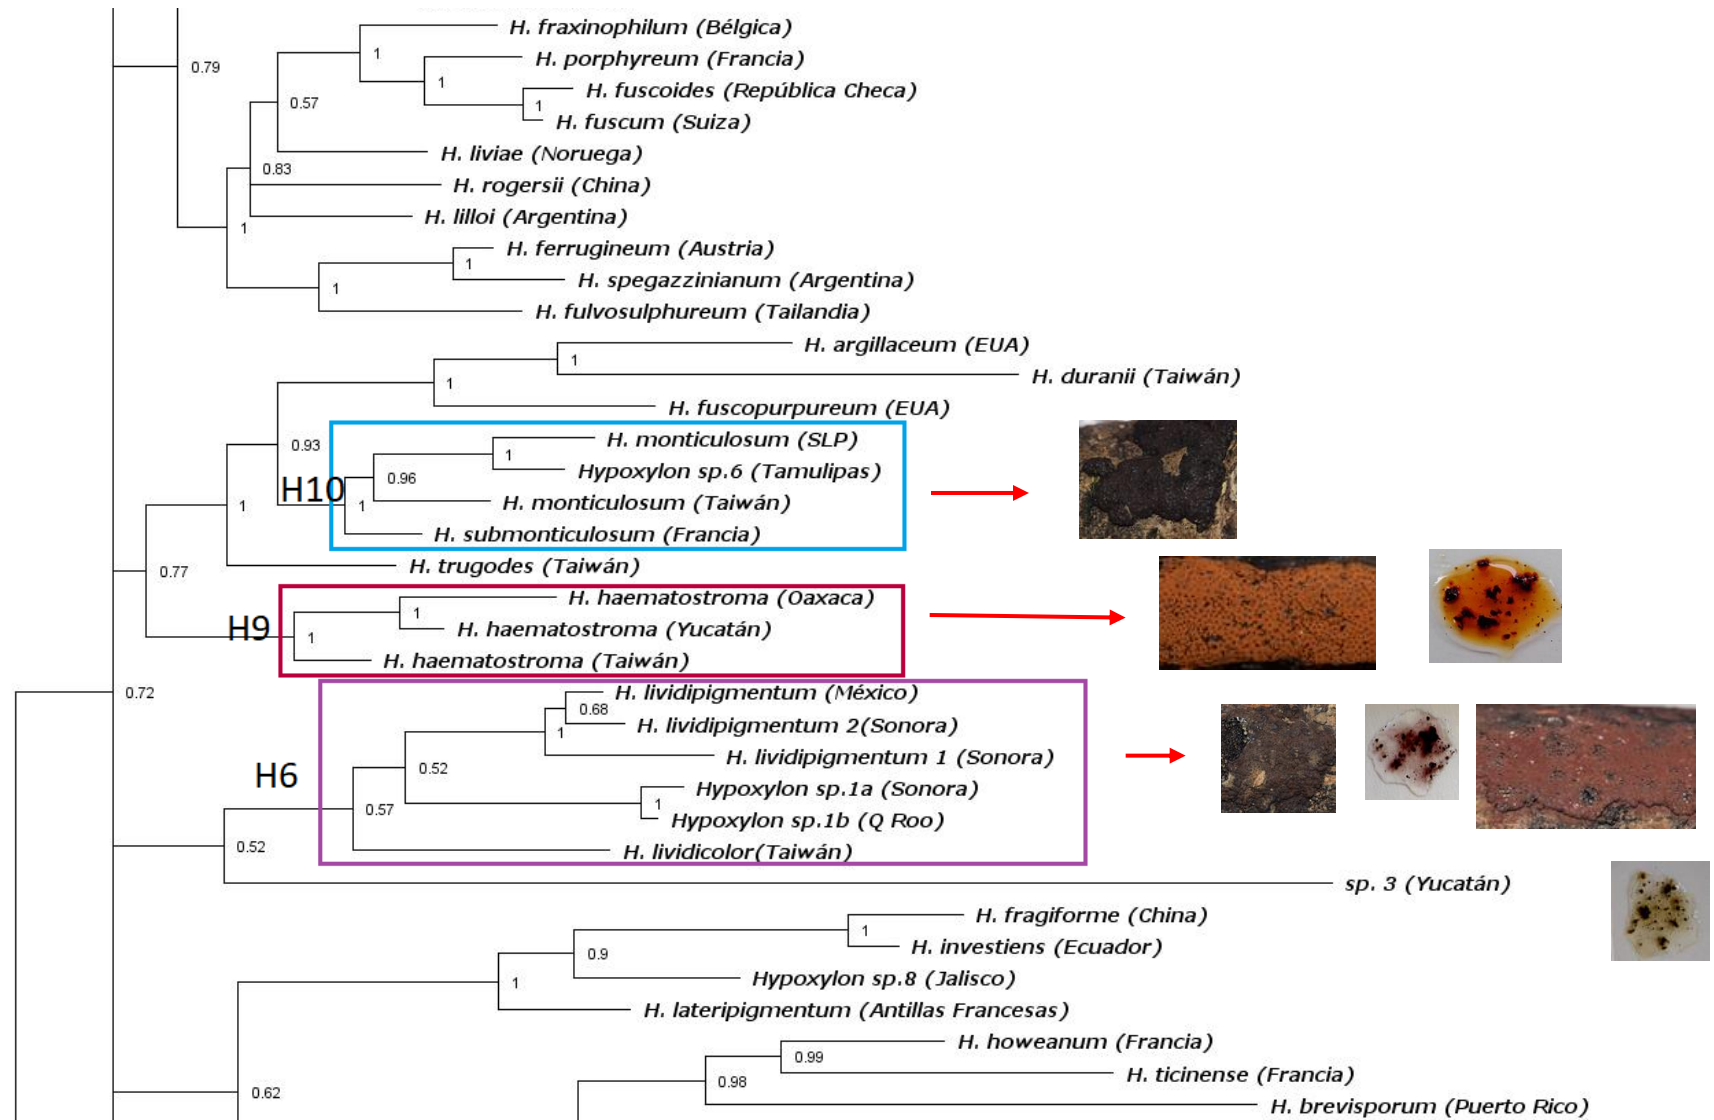 H. fraxinophilum (Bélgica)
1
H. porphyreum (Francia)
0.79
1
H. fuscoides (República Checa)
0.57
1
H. fuscum (Suiza)
H. liviae (Noruega)
0.83
H. rogersii (China)
H. lilloi (Argentina)
1
H. ferrugineum (Austria)
1
H. spegazzinianum (Argentina)
1
H. fulvosulphureum (Tailandia)
H. argillaceum (EUA)
1
H. duranii (Taiwán)
1
H. fuscopurpureum (EUA)
H. monticulosum (SLP)
0.93
1
Hypoxylon sp.6 (Tamulipas)
0.96
H10
H. monticulosum (Taiwán)
1
1
H. submonticulosum (Francia)
H. trugodes (Taiwán)
0.77
H. haematostroma (Oaxaca)
1
H9
H. haematostroma (Yucatán)
1
H. haematostroma (Taiwán)
0.72
H. lividipigmentum (México)
0.68
H. lividipigmentum 2(Sonora)
1
H. lividipigmentum 1 (Sonora)
0.52
H6
Hypoxylon sp.1a (Sonora)
1
0.57
Hypoxylon sp.1b (Q Roo)
0.52
H. lividicolor(Taiwán)
sp. 3 (Yucatán)
H. fragiforme (China)
1
H. investiens (Ecuador)
0.9
Hypoxylon sp.8 (Jalisco)
1
H. lateripigmentum (Antillas Francesas)
H. howeanum (Francia)
0.99
H. ticinense (Francia)
0.98
0.62
H. brevisporum (Puerto Rico)